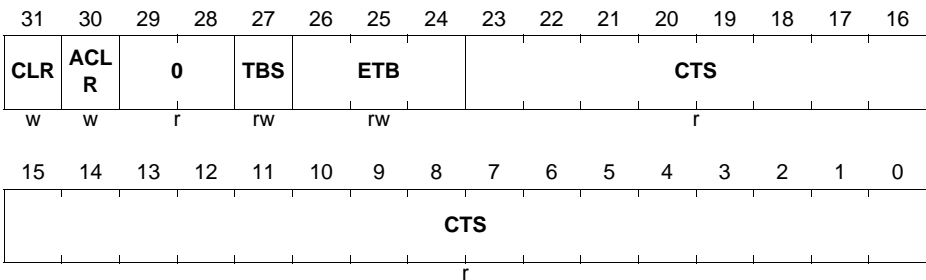 31 30 29 28 27 26 25 24 23 22 21 20 19 18 17 16
CLR ACL R 0 TBS ETB CTS
w w r rw rw r
15 14 13 12 11 10 9 8 7 6 5 4 3 2 1 0
CTS
r